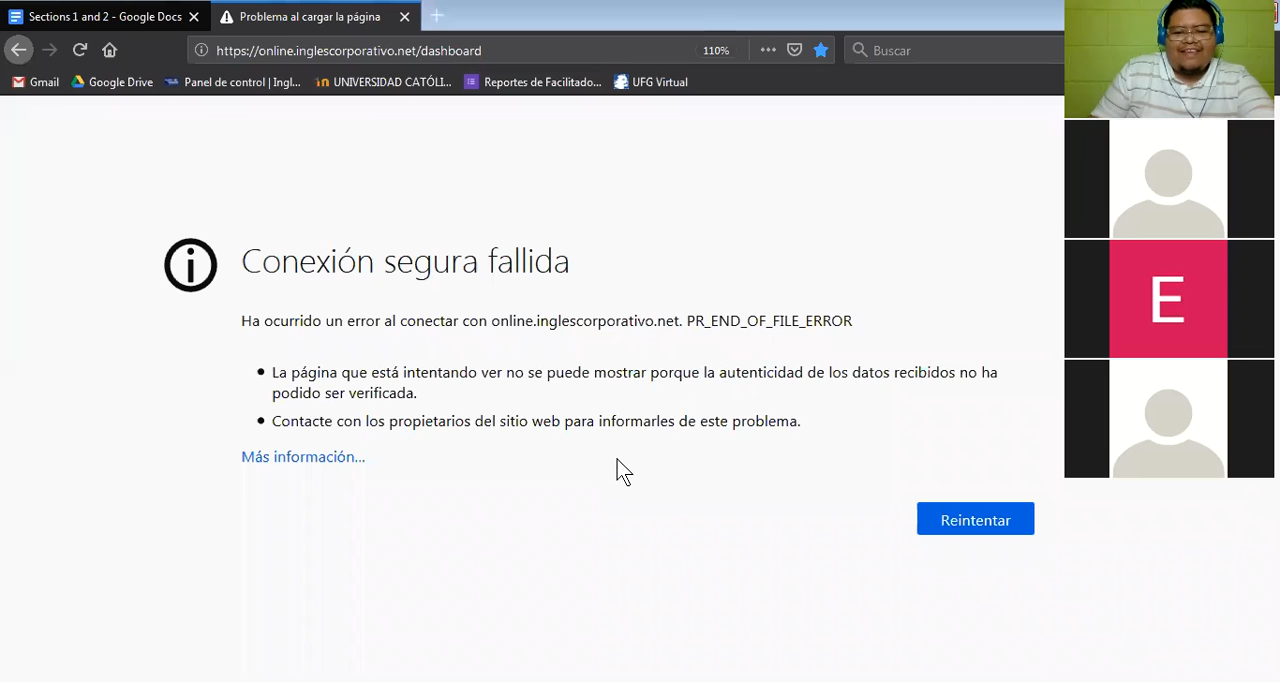 Sections 1 and 2 - Google Docs
Problema al cargar la página
https://online.inglescorporativo.net/dashboard
110%
Buscar
Gmail
Google Drive
Panel de control | Ingl...
UNIVERSIDAD CATÓLI...
Reportes de Facilitado...
UFG Virtual
Conexión segura fallida
Ha ocurrido un error al conectar con online.inglescorporativo.net. PR_END_OF_FILE_ERROR
La página que está intentando ver no se puede mostrar porque la autenticidad de los datos recibidos no ha
podido ser verificada.
Contacte con los propietarios del sitio web para informarles de este problema.
Más información...
Reintentar
E